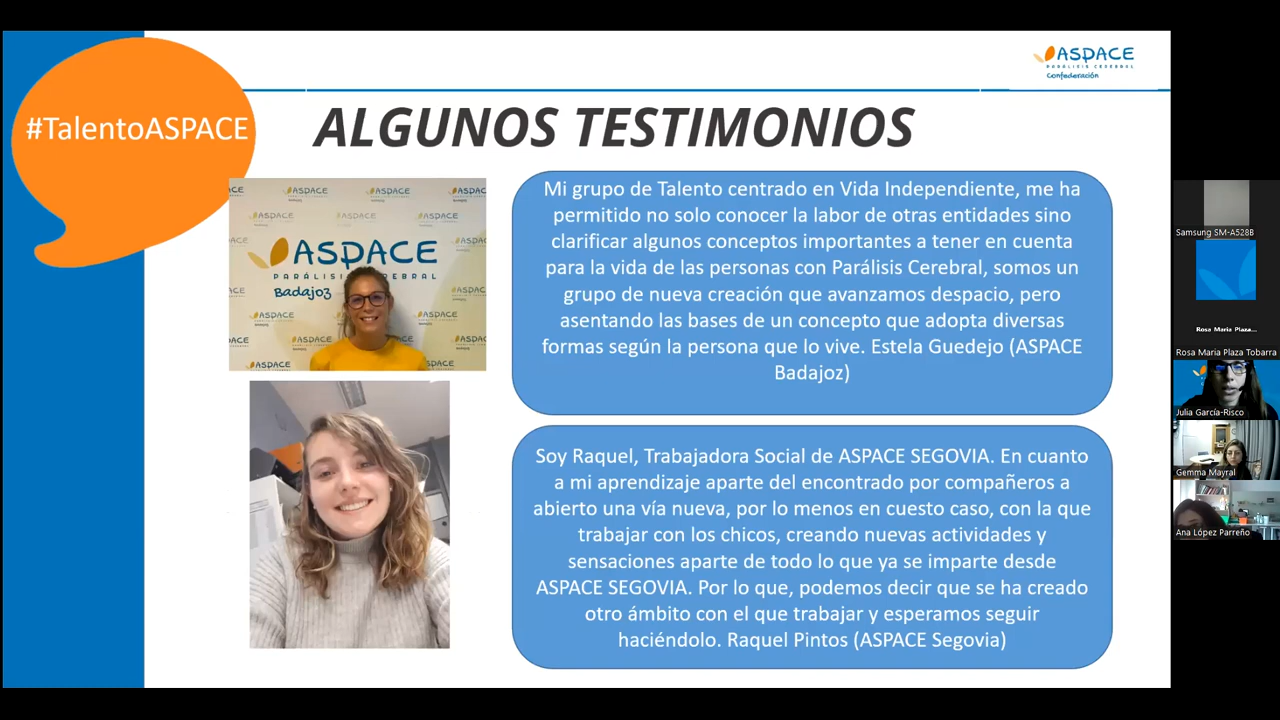 #TalentoASPACE
ASPACE
PARÁLISIS CEREBRAL
Confederación
ALGUNOS TESTIMONIOS
ASPACE
PARÁLISIS CEREBRAL
Badajoz
Mi grupo de Talento centrado en Vida Independiente, me ha
permitido no solo conocer la labor de otras entidades sino
clarificar algunos conceptos importantes a tener en cuenta
para la vida de las personas con Parálisis Cerebral, somos un
grupo de nueva creación que avanzamos despacio, pero
asentando las bases de un concepto que adopta diversas
formas según la persona que lo vive. Estela Guedejo (ASPACE
Badajoz)
Soy Raquel, Trabajadora Social de ASPACE SEGOVIA. En cuanto
a mi aprendizaje aparte del encontrado por compañeros a
abierto una vía nueva, por lo menos en cuesto caso, con la que
trabajar con los chicos, creando nuevas actividades y
sensaciones aparte de todo lo que ya se imparte desde
ASPACE SEGOVIA. Por lo que, podemos decir que se ha creado
otro ámbito con el que trabajar y esperamos seguir
haciéndolo. Raquel Pintos (ASPACE Segovia)
Samsung SM-A528B
Rosa Maria Plaza...
Rosa Maria Plaza Tobarra
Julia García-Risco
Gemma Mayral
Ana López Parreño